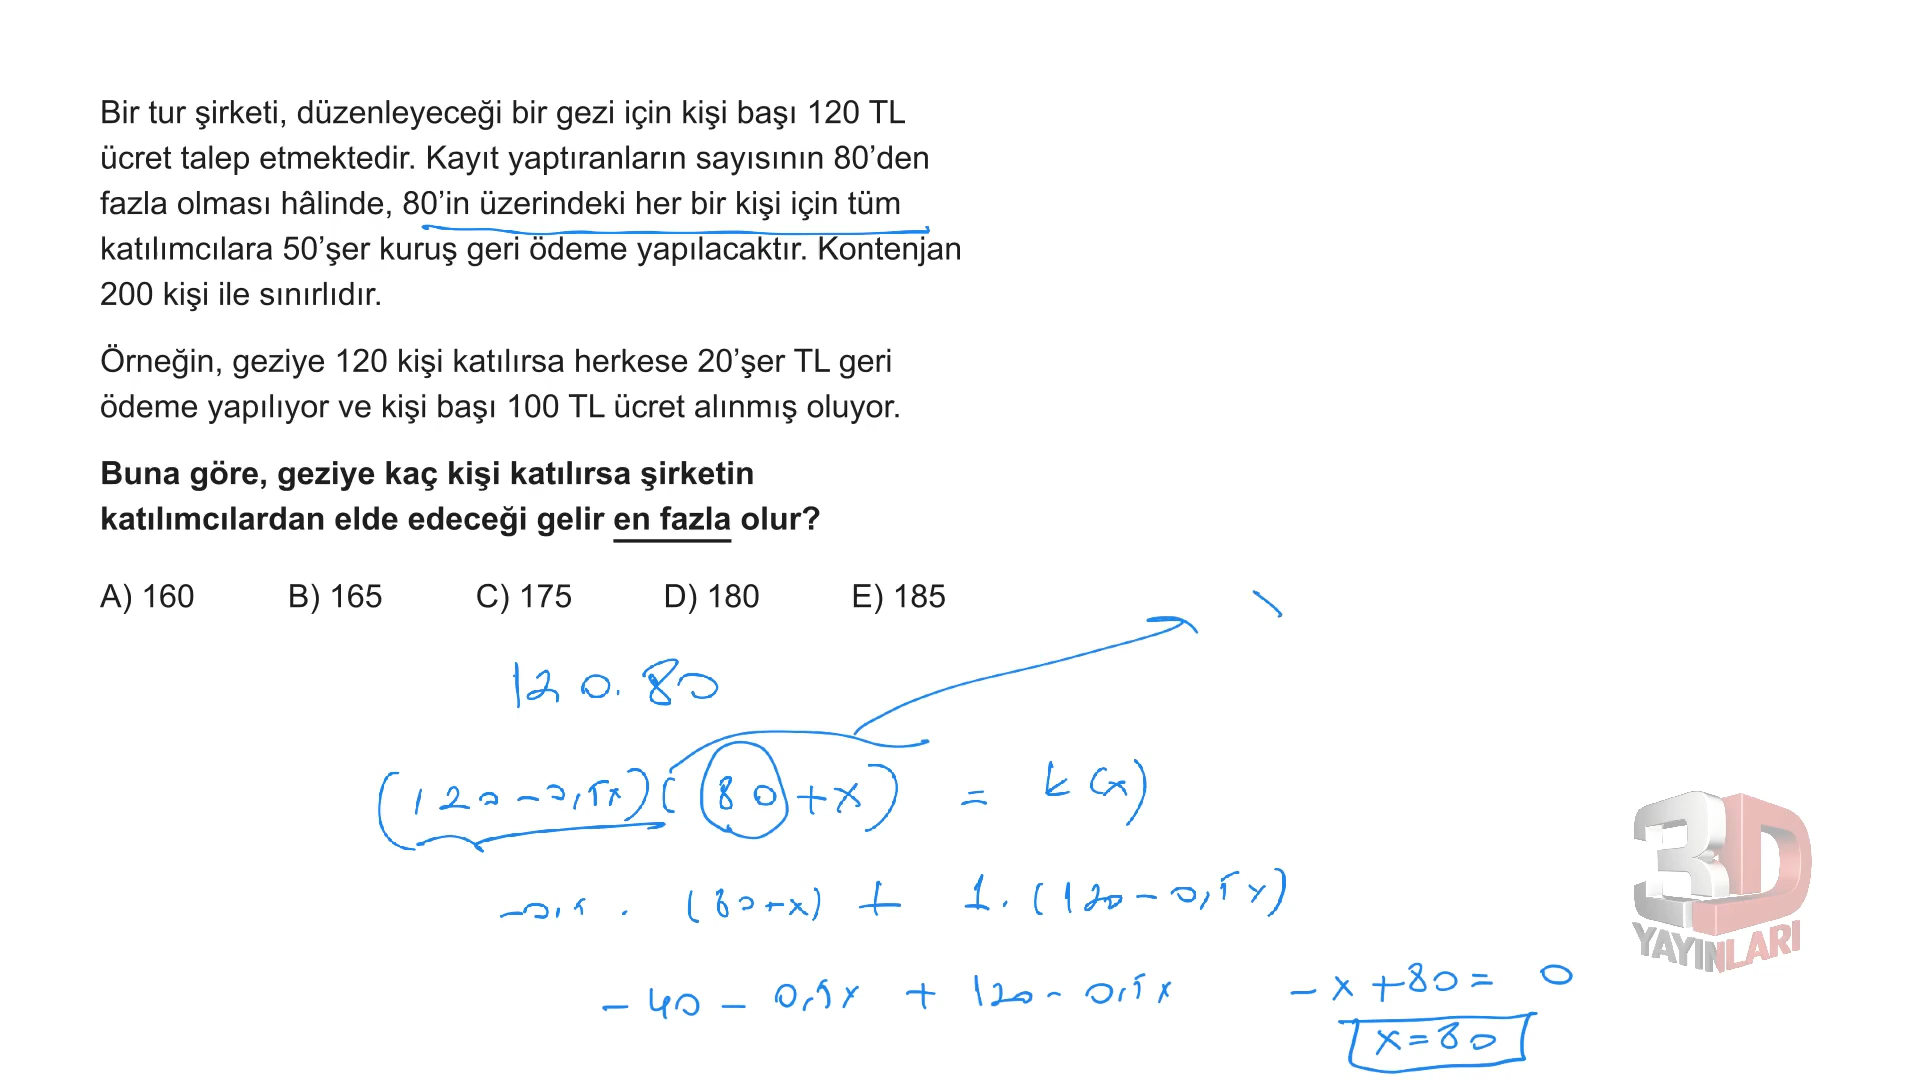 Bir tur şirketi, düzenleyeceği bir gezi için kişi başı 120 TL
ücret talep etmektedir. Kayıt yaptıranların sayısının 80’den
fazla olması hâlinde, 80’in üzerindeki her bir kişi için tüm
katılımcılara 50’şer kuruş geri ödeme yapılacaktır. Kontenjan
200 kişi ile sınırlıdır.
Örneğin, geziye 120 kişi katılırsa herkese 20’şer TL geri
ödeme yapılıyor ve kişi başı 100 TL ücret alınmış oluyor.
Buna göre, geziye kaç kişi katılırsa şirketin
katılımcılardan elde edeceği gelir en fazla olur?
A) 160 B) 165 C) 175 D) 180 E) 185
120.80
(120-0,5x)(80+x) = k(x)
-0,5 . (80+x) + 1.(120-0,5x)
-40 - 0,5x + 120 - 0,5x
-x+80= 0
x=80
3D
YAYINLARI